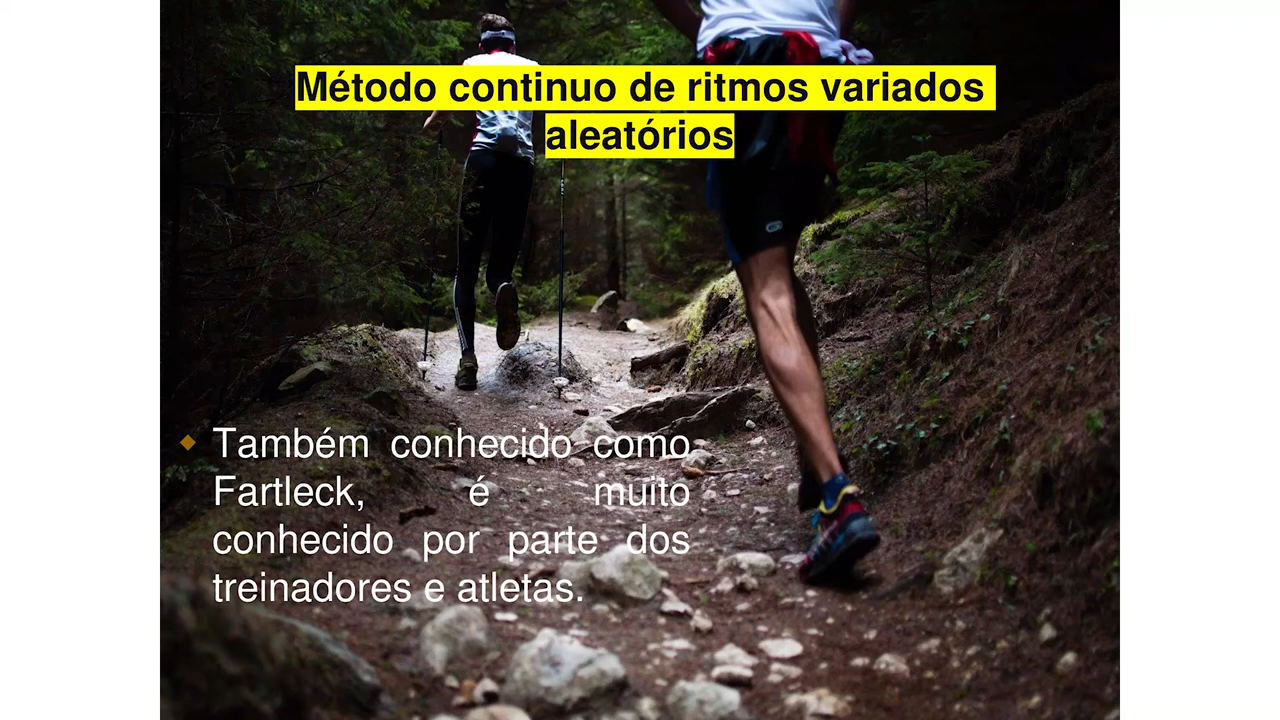 Método continuo de ritmos variados
aleatórios
Também conhecido como
Fartleck, é muito
conhecido por parte dos
treinadores e atletas.